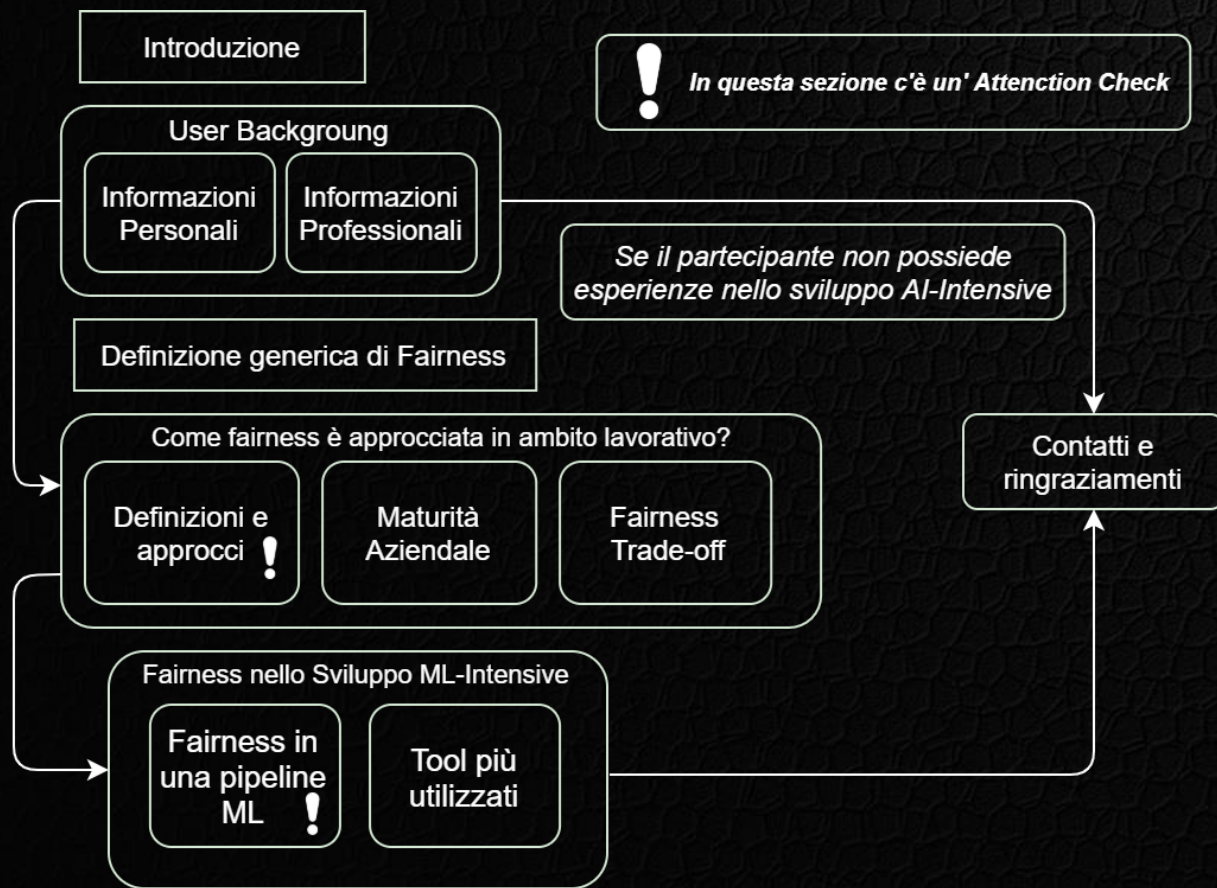 Introduzione
In questa sezione c'è un' Attenction Check
User Backgroung
Informazioni
Personali
Informazioni
Professionali
Se il partecipante non possiede
esperienze nello sviluppo AI-Intensive
Definizione generica di Fairness
Come fairness è approcciata in ambito lavorativo?
Definizioni e
approcci
Maturità
Aziendale
Fairness
Trade-off
Contatti e
ringraziamenti
Fairness nello Sviluppo ML-Intensive
Fairness in
una pipeline
ML
Tool più
utilizzati